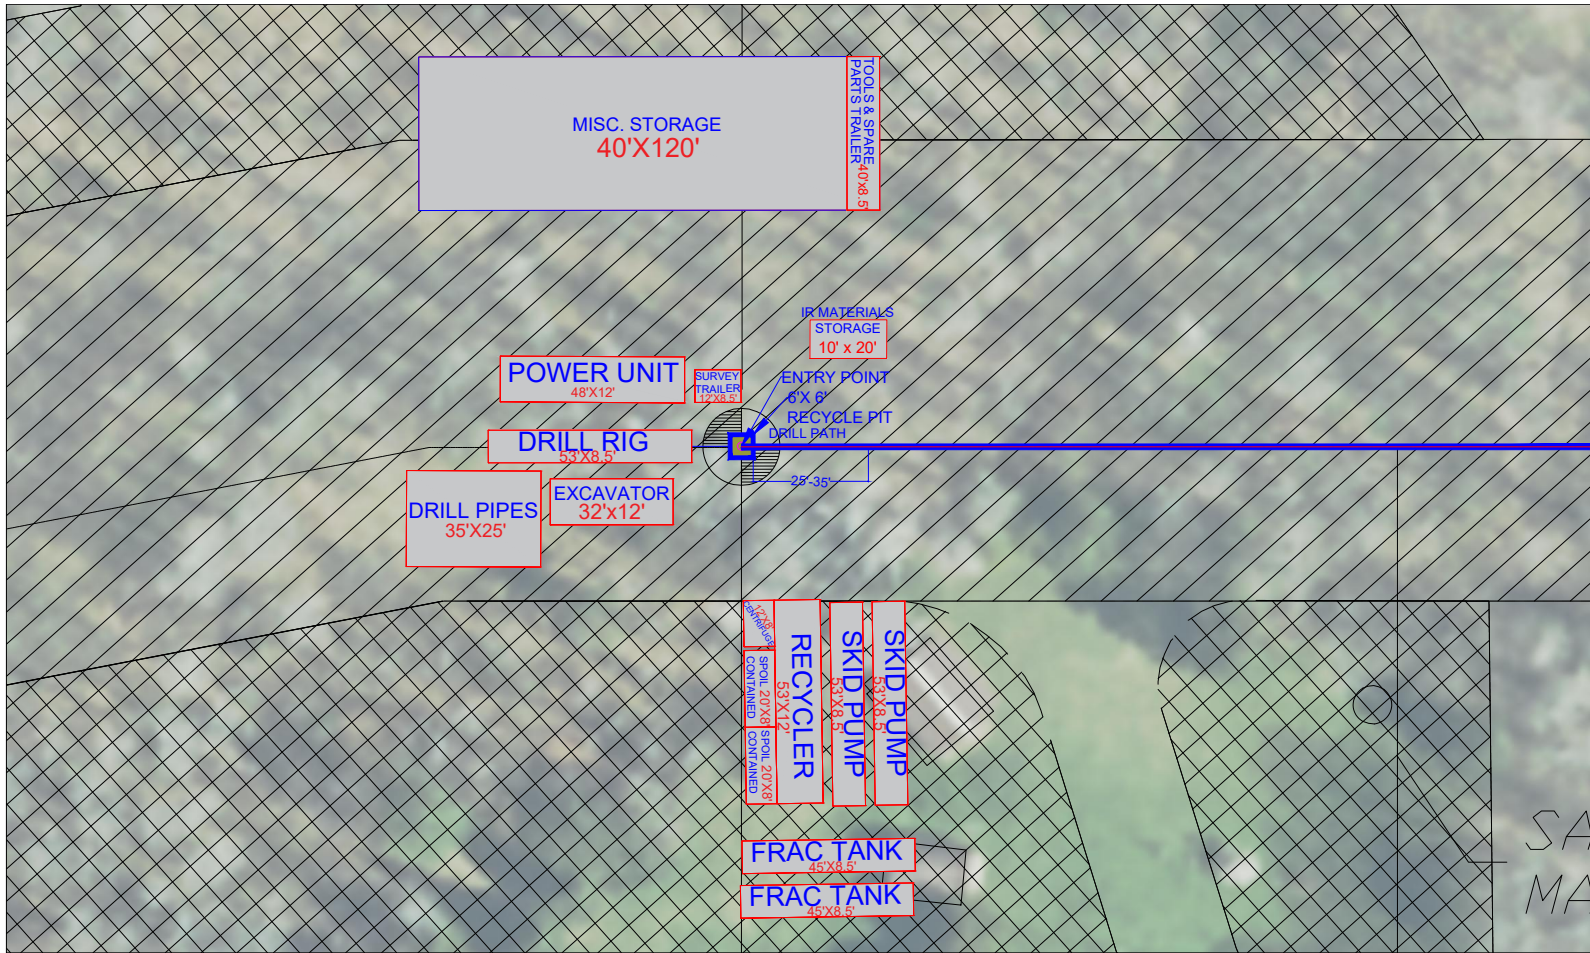 MISC. STORAGE
40'X120'
TOOLS & SPARE
PARTS TRAILER
40'x8.5'
IR MATERIALS
STORAGE
10' x 20'
POWER UNIT
48'X12'
SURVEY
TRAILER
12'X8.5'
ENTRY POINT
6'X 6'
RECYCLE PIT
DRILL PATH
DRILL RIG
53'X8.5'
25'-35'
DRILL PIPES
35'X25'
EXCAVATOR
32'x12'
12'X8'
CENTRIFUGE
SPOIL 20'X8'
CONTAINED
SPOIL 20'X8'
CONTAINED
RECYCLER
53'X12'
SKID PUMP
53'X8.5'
SKID PUMP
53'X8.5'
FRAC TANK
45'X8.5'
FRAC TANK
45'X8.5'
SA
MA